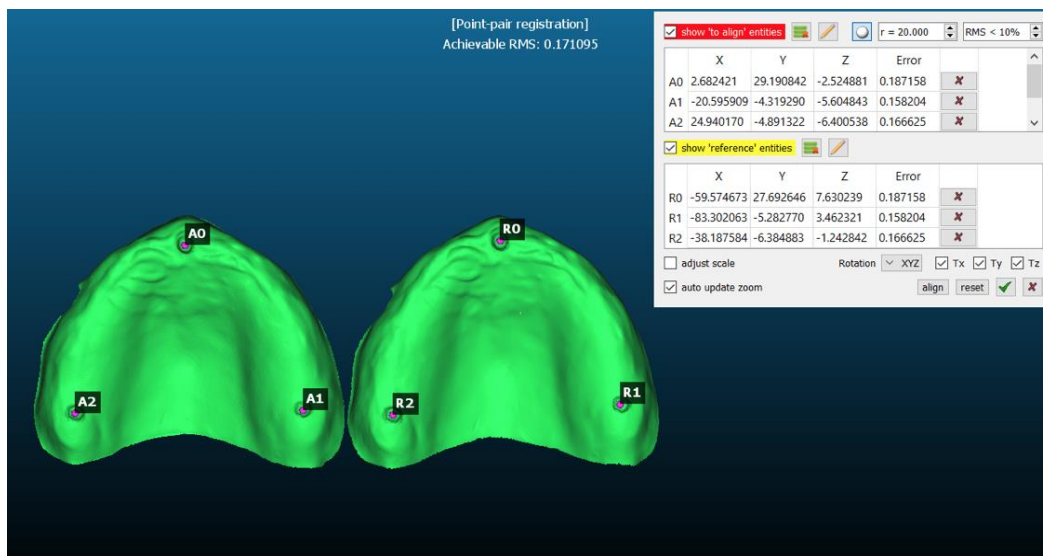 [Point-pair registration]
Achievable RMS: 0.171095
show 'to align' entities r = 20.000 RMS < 10%
X Y Z Error
A0 2.682421 29.190842 -2.524881 0.187158
A1 -20.595909 -4.319290 -5.604843 0.158204
A2 24.940170 -4.891322 -6.400538 0.166625
show 'reference' entities
X Y Z Error
R0 -59.574673 27.692646 7.630239 0.187158
R1 -83.302063 -5.282770 3.462321 0.158204
R2 -38.187584 -6.384883 -1.242842 0.166625
adjust scale Rotation XYZ Tx Ty Tz
auto update zoom align reset
A0 R0
A2 A1 R2 R1